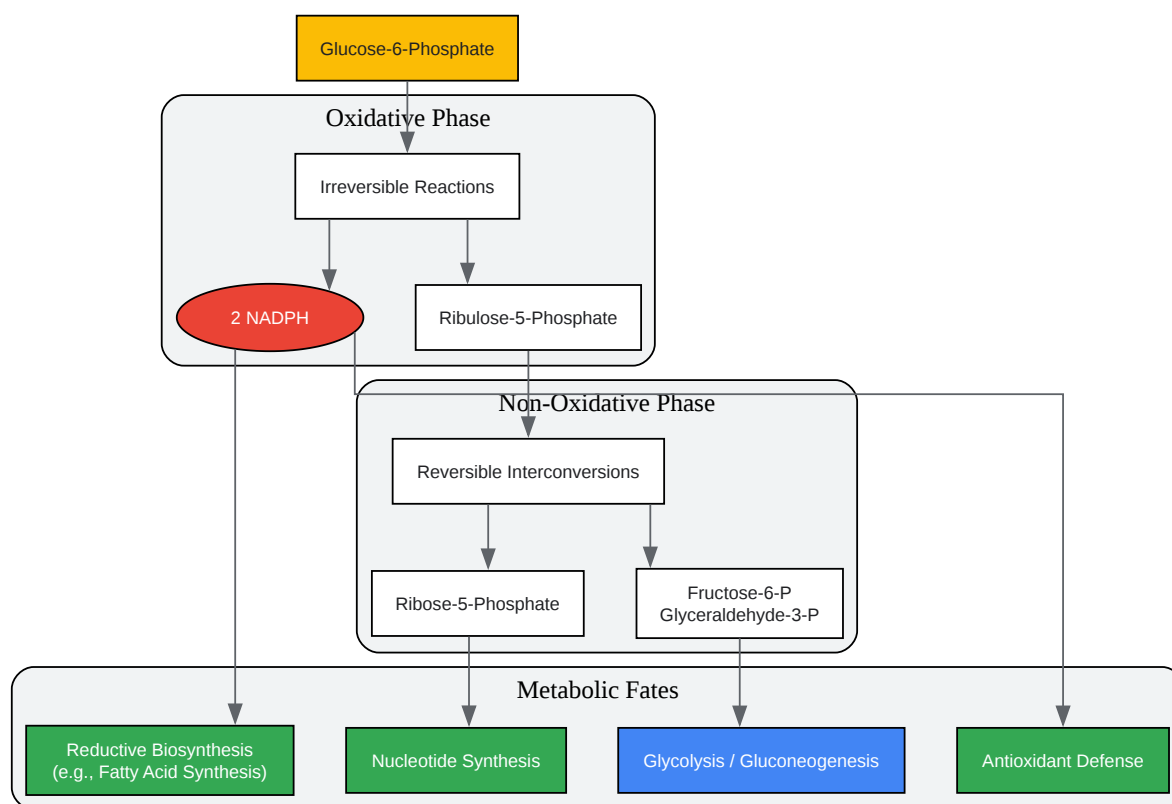 Glucose-6-Phosphate
Oxidative Phase
Irreversible Reactions
2 NADPH
Ribulose-5-Phosphate
Non-Oxidative Phase
Reversible Interconversions
Ribose-5-Phosphate
Fructose-6-P
Glyceraldehyde-3-P
Metabolic Fates
Reductive Biosynthesis
(e.g., Fatty Acid Synthesis)
Nucleotide Synthesis
Glycolysis / Gluconeogenesis
Antioxidant Defense